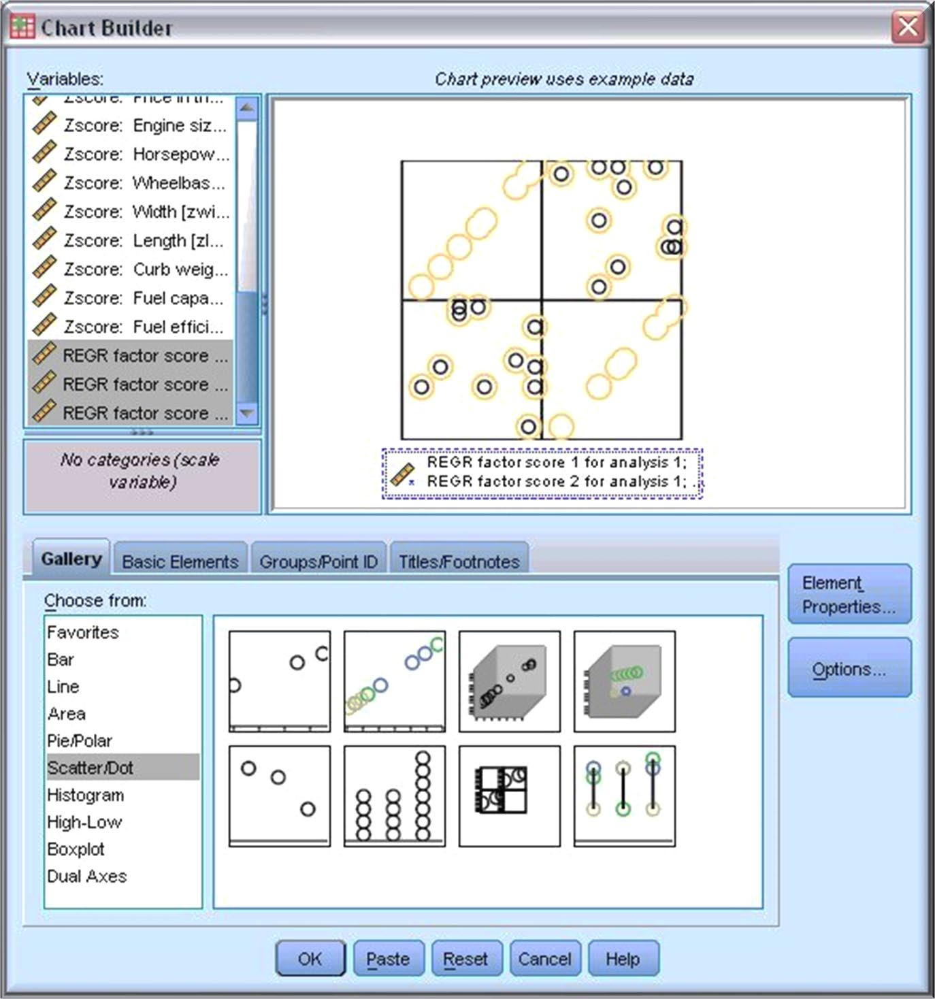 Chart Builder
Variables:
Chart preview uses example data
Zscore: Price in th...
Zscore: Engine siz...
Zscore: Horsepow...
Zscore: Wheelbas...
Zscore: Width [zwi...
Zscore: Length [zl...
Zscore: Curb weig...
Zscore: Fuel capa...
Zscore: Fuel effici...
REGR factor score ...
REGR factor score ...
REGR factor score ...
No categories (scale
variable)
REGR factor score 1 for analysis 1;
REGR factor score 2 for analysis 1; ...
Gallery
Basic Elements
Groups/Point ID
Titles/Footnotes
Choose from:
Favorites
Bar
Line
Area
Pie/Polar
Scatter/Dot
Histogram
High-Low
Boxplot
Dual Axes
Element
Properties...
Options...
OK
Paste
Reset
Cancel
Help